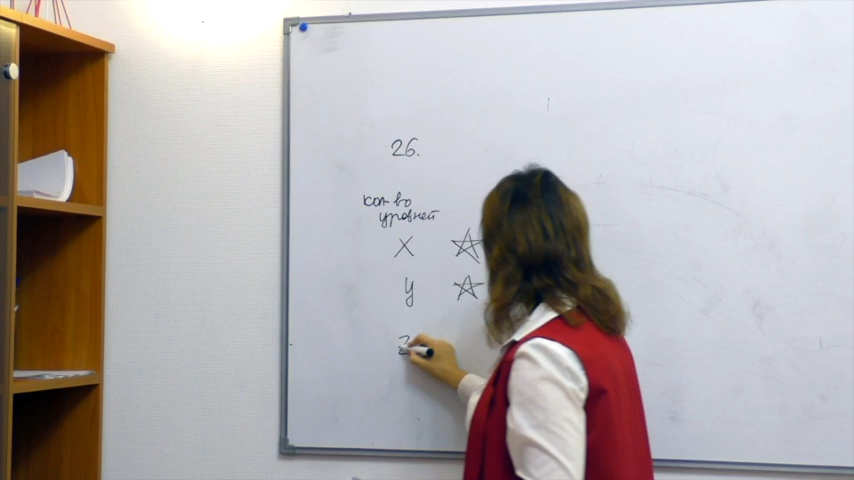 26.
кол-во
уровней
x ☆
y ☆
z